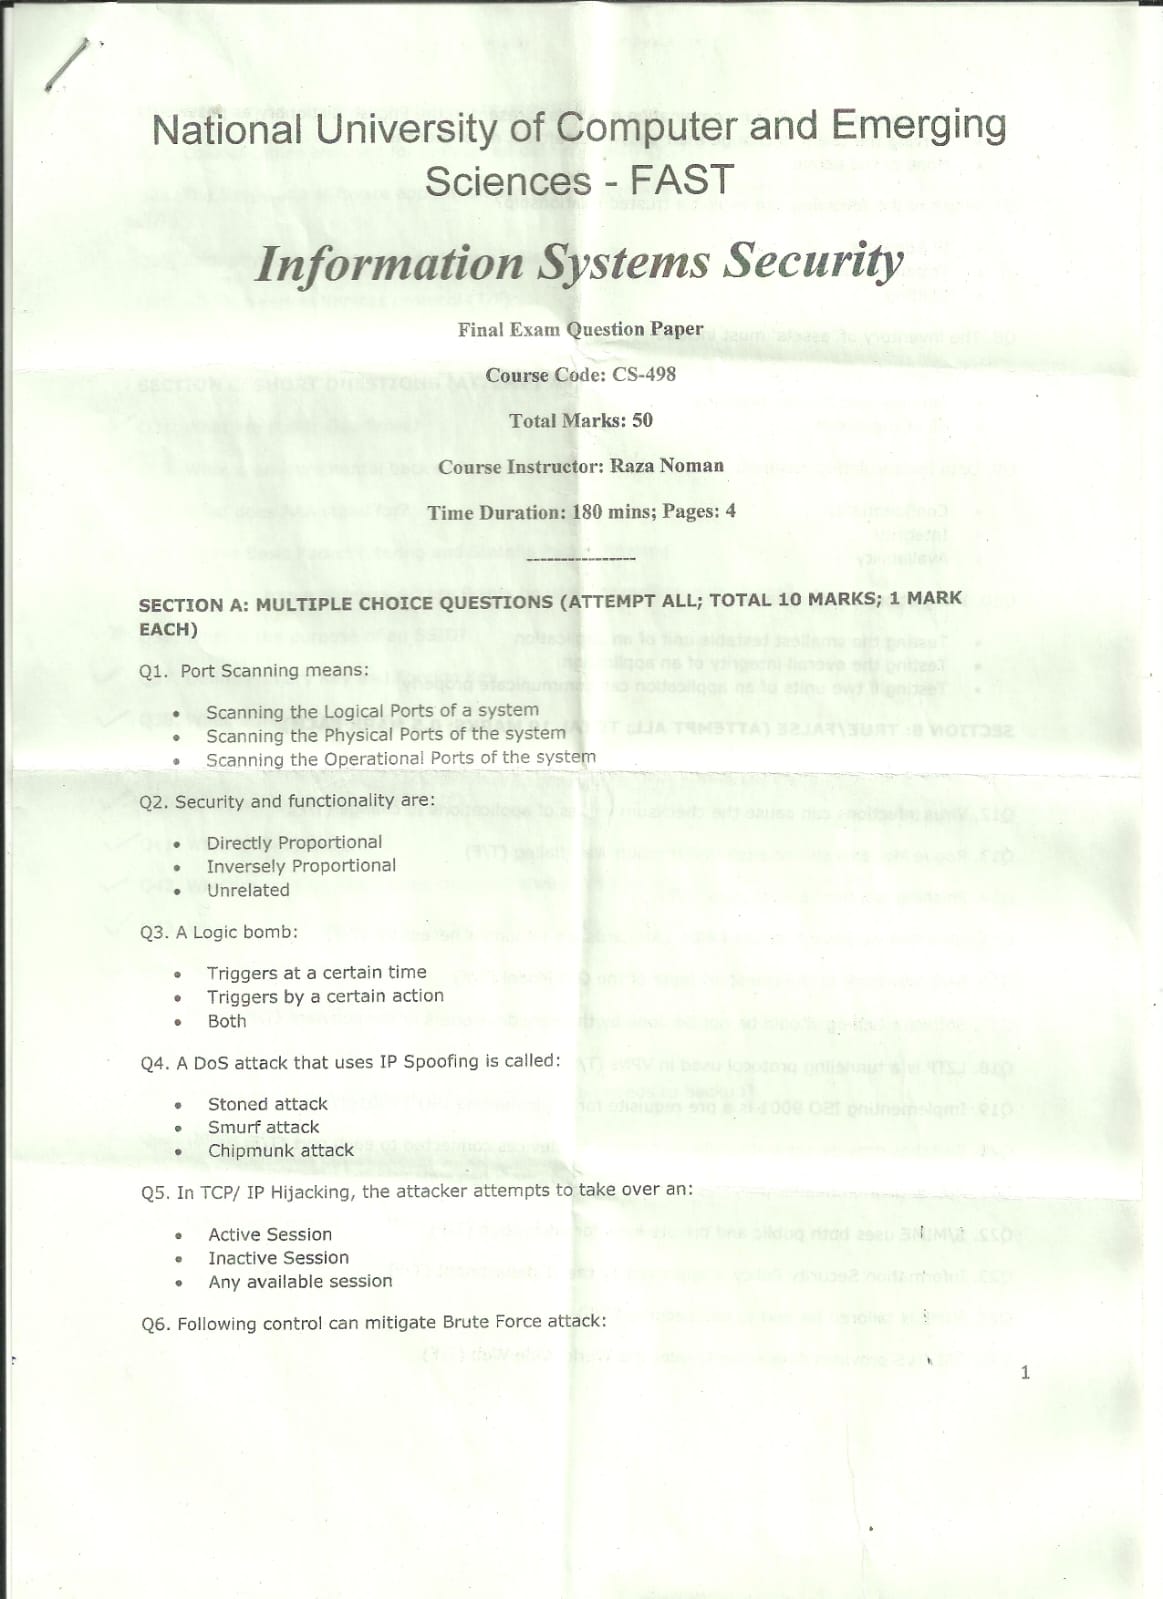 National University of Computer and Emerging
Sciences - FAST
Information Systems Security
Final Exam Question Paper
Course Code: CS-498
Total Marks: 50
Course Instructor: Raza Noman
Time Duration: 180 mins; Pages: 4
----------------
SECTION A: MULTIPLE CHOICE QUESTIONS (ATTEMPT ALL; TOTAL 10 MARKS; 1 MARK
EACH)
Q1. Port Scanning means:
• Scanning the Logical Ports of a system
• Scanning the Physical Ports of the system
• Scanning the Operational Ports of the system
Q2. Security and functionality are:
• Directly Proportional
• Inversely Proportional
• Unrelated
Q3. A Logic bomb:
• Triggers at a certain time
• Triggers by a certain action
• Both
Q4. A DoS attack that uses IP Spoofing is called:
• Stoned attack
• Smurf attack
• Chipmunk attack
Q5. In TCP/ IP Hijacking, the attacker attempts to take over an:
• Active Session
• Inactive Session
• Any available session
Q6. Following control can mitigate Brute Force attack:
1